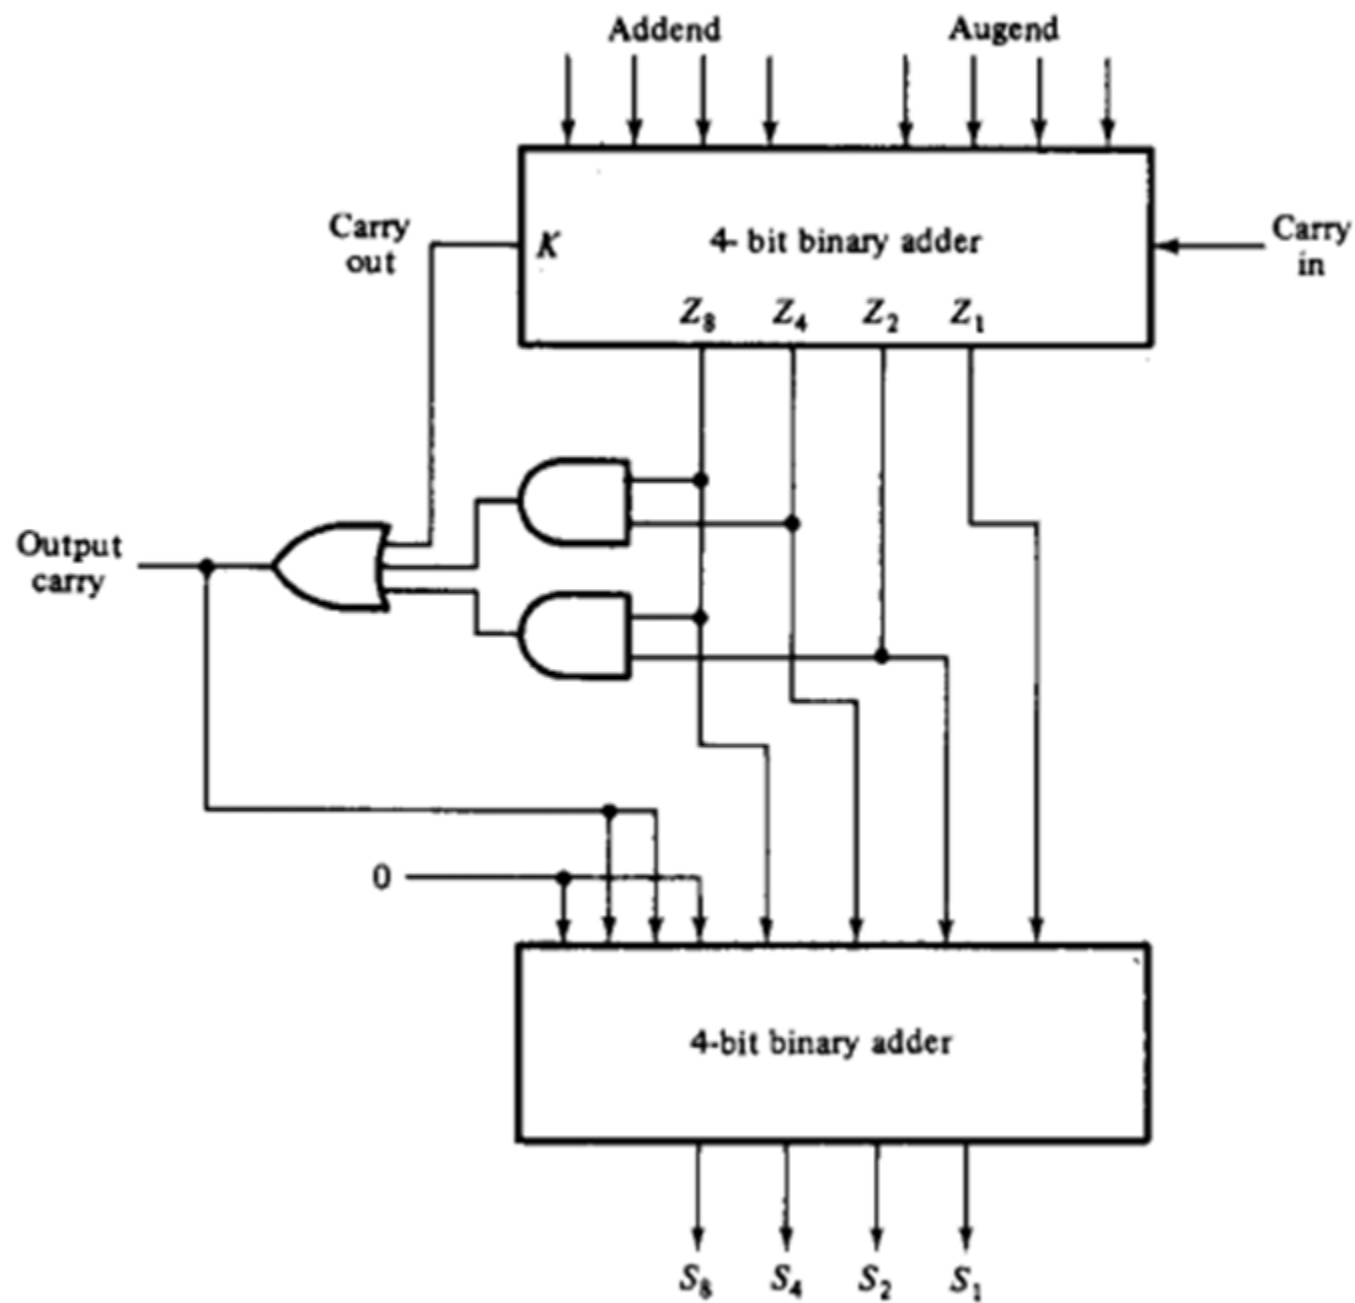 Addend
Augend
Carry
out
K
4- bit binary adder
Carry
in
Z₈ Z₄ Z₂ Z₁
Output
carry
0
4-bit binary adder
S₈ S₄ S₂ S₁